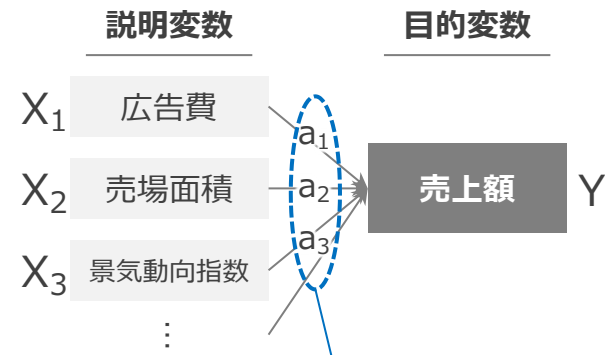 説明変数 目的変数
X₁ 広告費 a₁
X₂ 売場面積 a₂ 売上額 Y
X₃ 景気動向指数 a₃
⋮